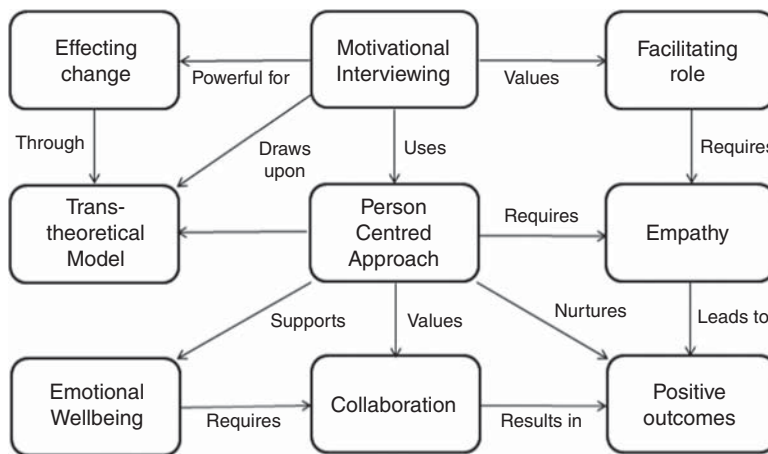 Effecting
change
Powerful for
Motivational
Interviewing
Values
Facilitating
role
Through
Draws
upon
Uses
Requires
Trans-
theoretical
Model
Person
Centred
Approach
Requires
Empathy
Supports
Values
Nurtures
Leads to
Emotional
Wellbeing
Requires
Collaboration
Results in
Positive
outcomes